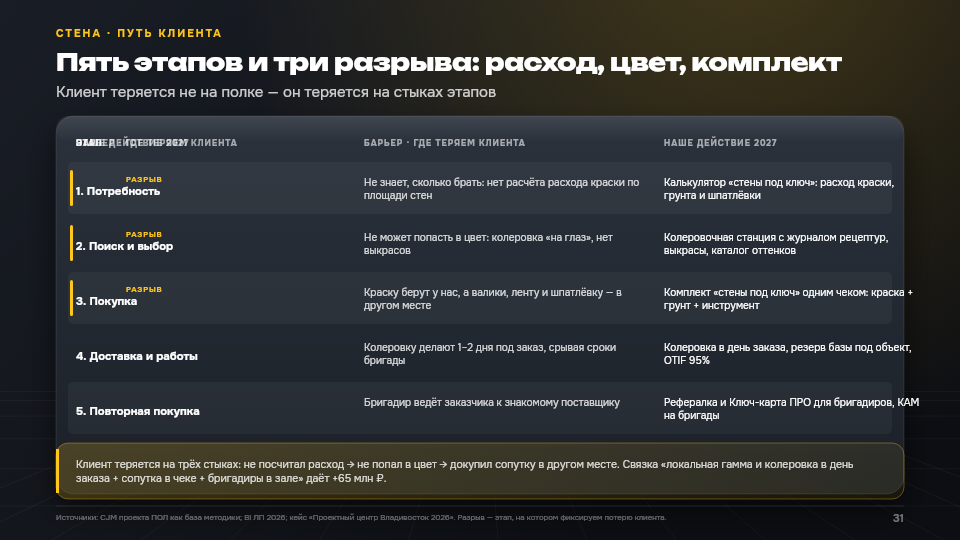 СТЕНА · ПУТЬ КЛИЕНТА
Пять этапов и три разрыва: расход, цвет, комплект
Клиент теряется не на полке — он теряется на стыках этапов
БАРЬЕР · ГДЕ ТЕРЯЕМ КЛИЕНТА
НАШЕ ДЕЙСТВИЕ 2027
РАЗРЫВ
1. Потребность
Не знает, сколько брать: нет расчёта расхода краски по
площади стен
Калькулятор «стены под ключ»: расход краски,
грунта и шпатлёвки
РАЗРЫВ
2. Поиск и выбор
Не может попасть в цвет: колеровка «на глаз», нет
выкрасов
Колеровочная станция с журналом рецептур,
выкрасы, каталог оттенков
РАЗРЫВ
3. Покупка
Краску берут у нас, а валики, ленту и шпатлёвку — в
другом месте
Комплект «стены под ключ» одним чеком: краска +
грунт + инструмент
4. Доставка и работы
Колеровку делают 1–2 дня под заказ, срывая сроки
бригады
Колеровка в день заказа, резерв базы под объект,
OTIF 95%
5. Повторная покупка
Бригадир ведёт заказчика к знакомому поставщику
Рефералка и Ключ-карта ПРО для бригадиров, КАМ
на бригады
Клиент теряется на трёх стыках: не посчитал расход → не попал в цвет → докупил сопутку в другом месте. Связка «локальная гамма и колеровка в день
заказа + сопутка в чеке + бригадиры в зале» даёт +65 млн ₽.
Источники: CJM проекта ПОЛ как база методики; BI ЛП 2026; кейс «Проектный центр Владивосток 2026». Разрыв — этап, на котором фиксируем потерю клиента.
31